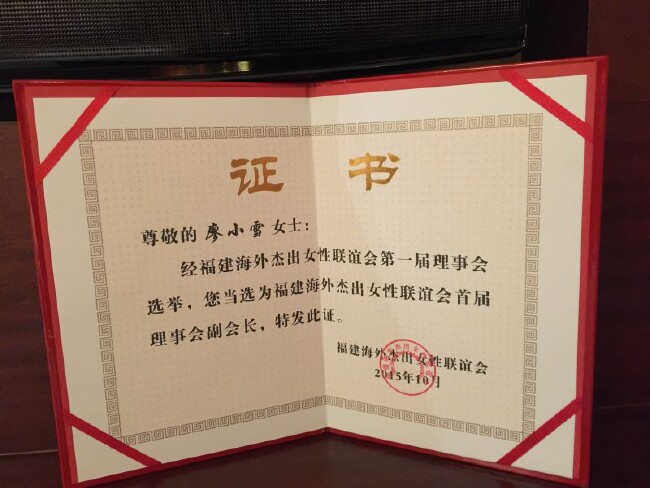 证 书
尊敬的 廖小雪 女士：
经福建海外杰出女性联谊会第一届理事会
选举，您当选为福建海外杰出女性联谊会首届
理事会副会长，特发此证。
福建海外杰出女性联谊会
2015年10月